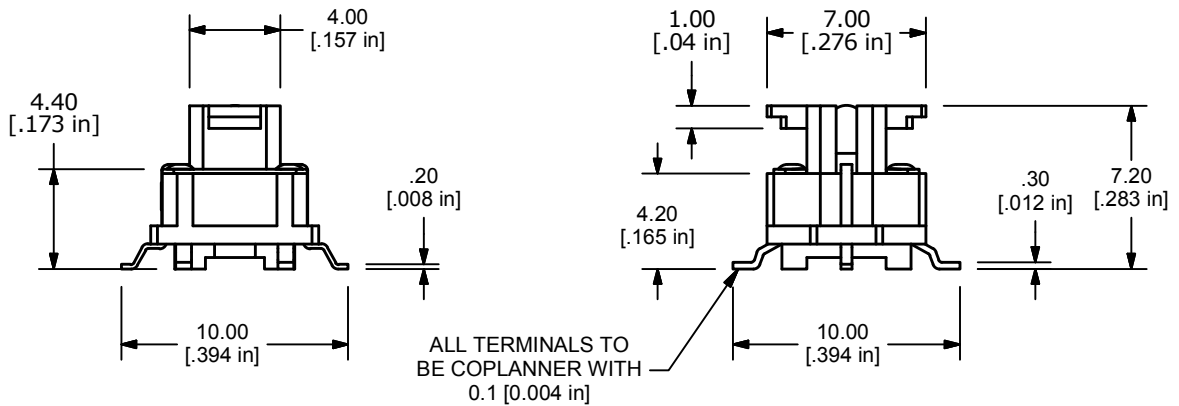 4.00
[.157 in]
4.40
[.173 in]
.20
[.008 in]
10.00
[.394 in]
1.00
[.04 in]
7.00
[.276 in]
4.20
[.165 in]
.30
[.012 in]
7.20
[.283 in]
10.00
[.394 in]
ALL TERMINALS TO
BE COPLANNER WITH
0.1 [0.004 in]